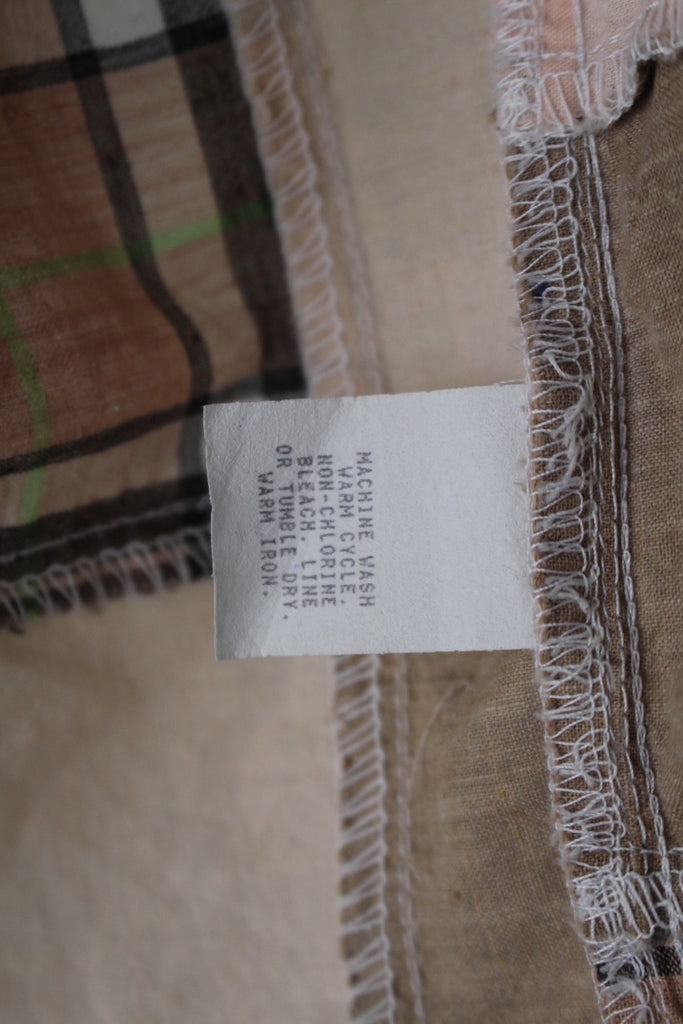 MACHINE WASH
WARM CYCLE.
NON-CHLORINE
BLEACH. LINE
OR TUMBLE DRY.
WARM IRON.